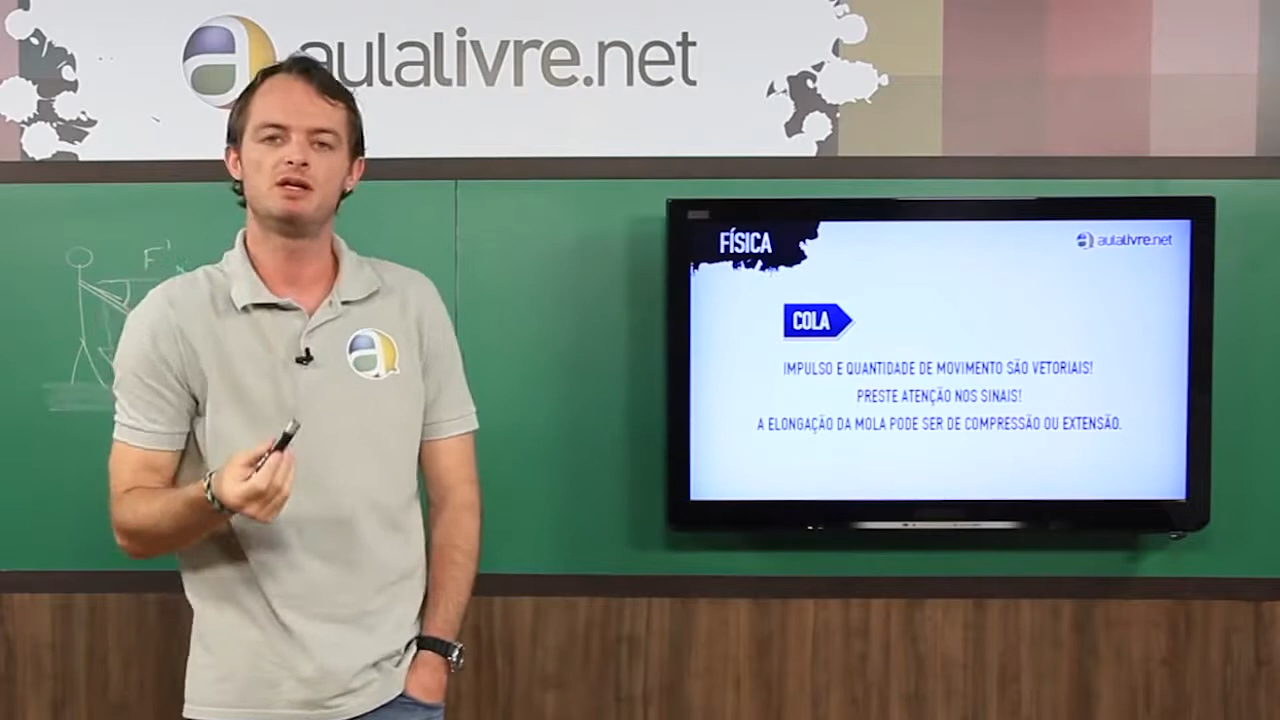 aulalivre.net
F
FÍSICA
aulalivre.net
COLA
IMPULSO E QUANTIDADE DE MOVIMENTO SÃO VETORIAIS!
PRESTE ATENÇÃO NOS SINAIS!
A ELONGAÇÃO DA MOLA PODE SER DE COMPRESSÃO OU EXTENSÃO.